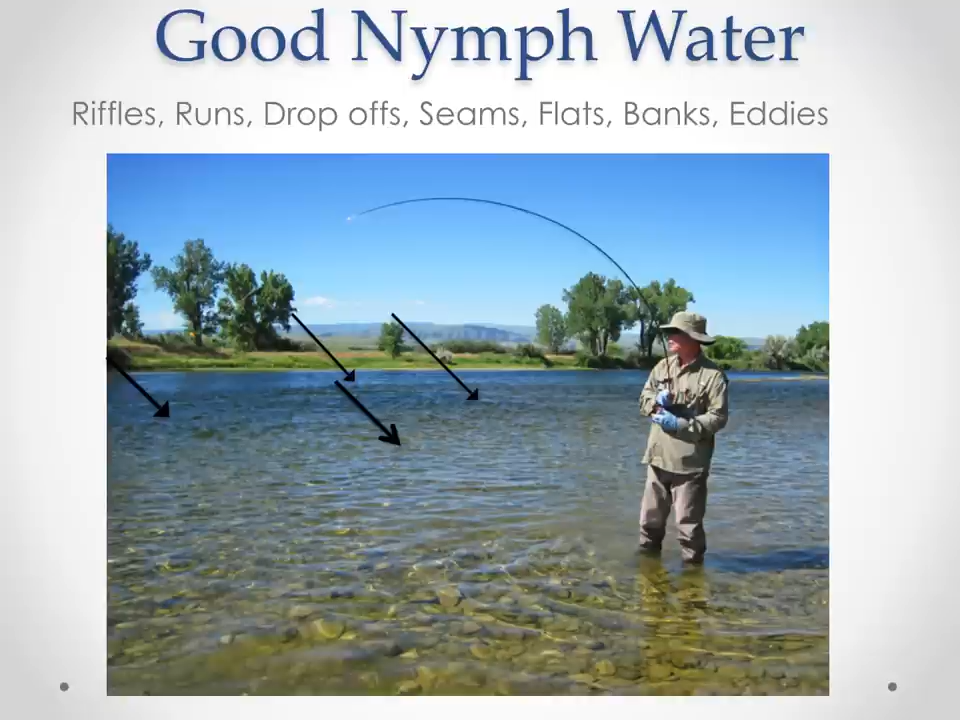 Good Nymph Water
Riffles, Runs, Drop offs, Seams, Flats, Banks, Eddies